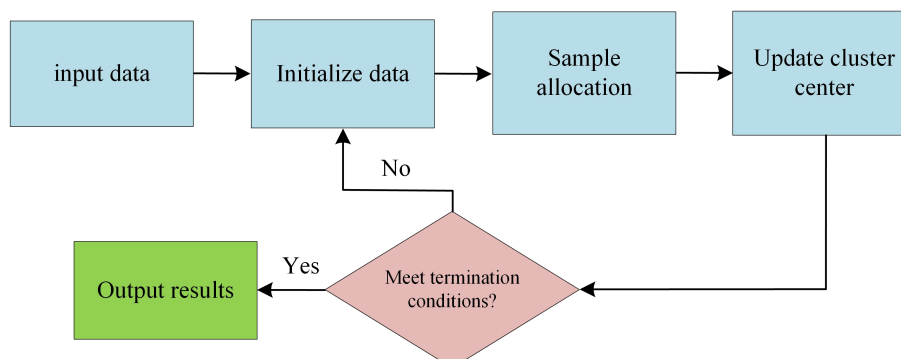 input data
Initialize data
Sample
allocation
Update cluster
center
No
Yes
Meet termination
conditions?
Output results